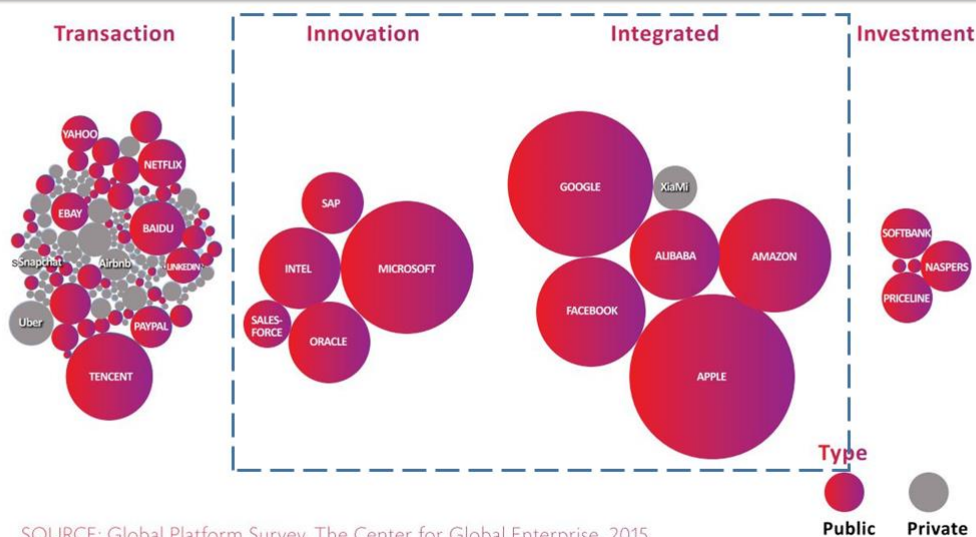 Transaction
Innovation
Integrated
Investment
YAHOO
NETFLIX
EBAY
BAIDU
sSnapchat
Airbnb
LINKEDIN
Uber
PAYPAL
TENCENT
SAP
INTEL
MICROSOFT
SALES-
FORCE
ORACLE
GOOGLE
XiaMi
ALIBABA
AMAZON
FACEBOOK
APPLE
SOFTBANK
NASPERS
PRICELINE
Type
Public
Private
SOURCE: Global Platform Survey, The Center for Global Enterprise, 2015